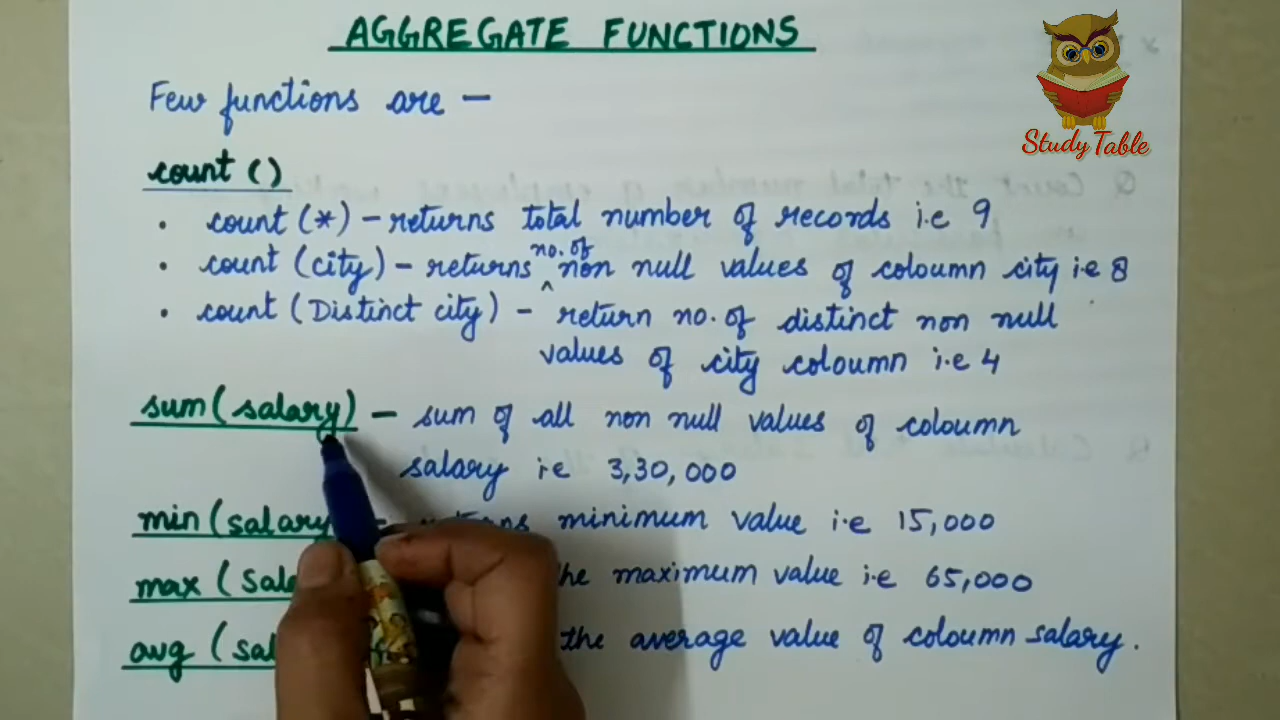 AGGREGATE FUNCTIONS
Study Table
Few functions are –
count ()
• count (*) – returns total number of records i.e 9
• count (city) – returns ^ no. of non null values of coloumn city i.e 8
• count (Distinct city) – return no. of distinct non null
values of city coloumn i.e 4
sum (salary) – sum of all non null values of coloumn
salary ie 3,30,000
min (salary – returns minimum value i.e 15,000
max ( the maximum value i.e 65,000
avg ( the average value of coloumn salary.